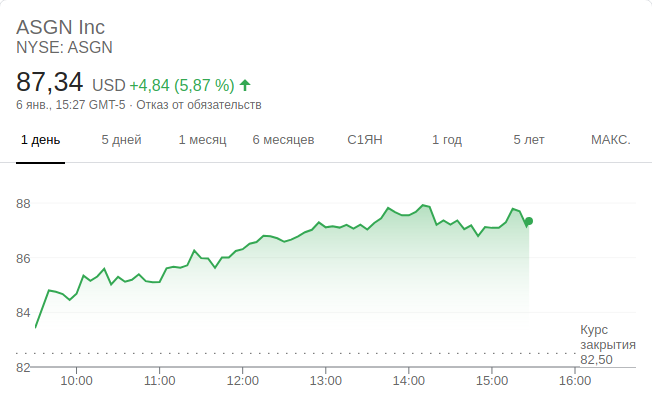 ASGN Inc
NYSE: ASGN
87,34 USD +4,84 (5,87 %)
6 янв., 15:27 GMT-5 · Отказ от обязательств
1 день 5 дней 1 месяц 6 месяцев С1ЯН 1 год 5 лет МАКС.
88
86
84
Курс
закрытия
82,50
82
10:00 11:00 12:00 13:00 14:00 15:00 16:00